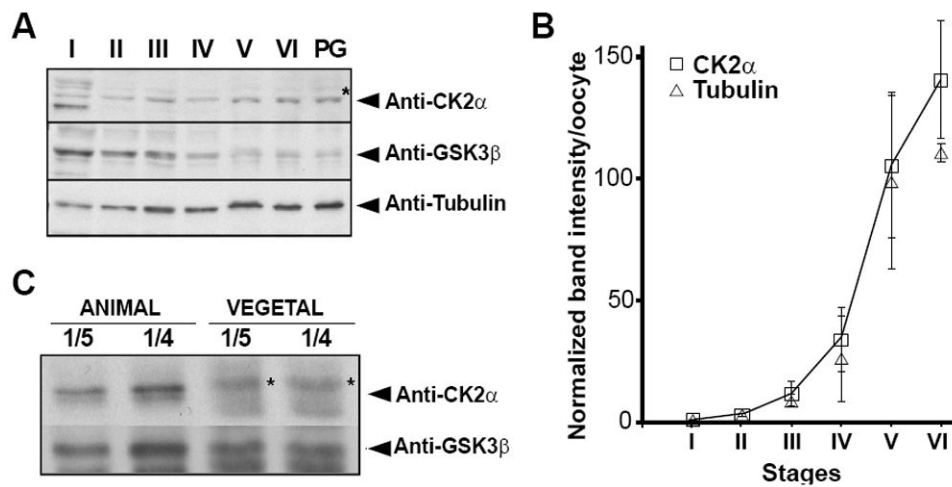 A
I II III IV V VI PG
*
Anti-CK2α
Anti-GSK3β
Anti-Tubulin
C
ANIMAL VEGETAL
1/5 1/4 1/5 1/4
* *
Anti-CK2α
Anti-GSK3β
B
Normalized band intensity/oocyte
150
100
50
0
CK2α
Tubulin
I II III IV V VI
Stages